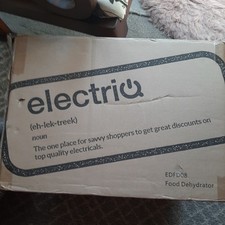 electriQ
(eh-lek-treek)
noun
The one place for savvy shoppers to get great discounts on
top quality electricals.
Food Dehydrator